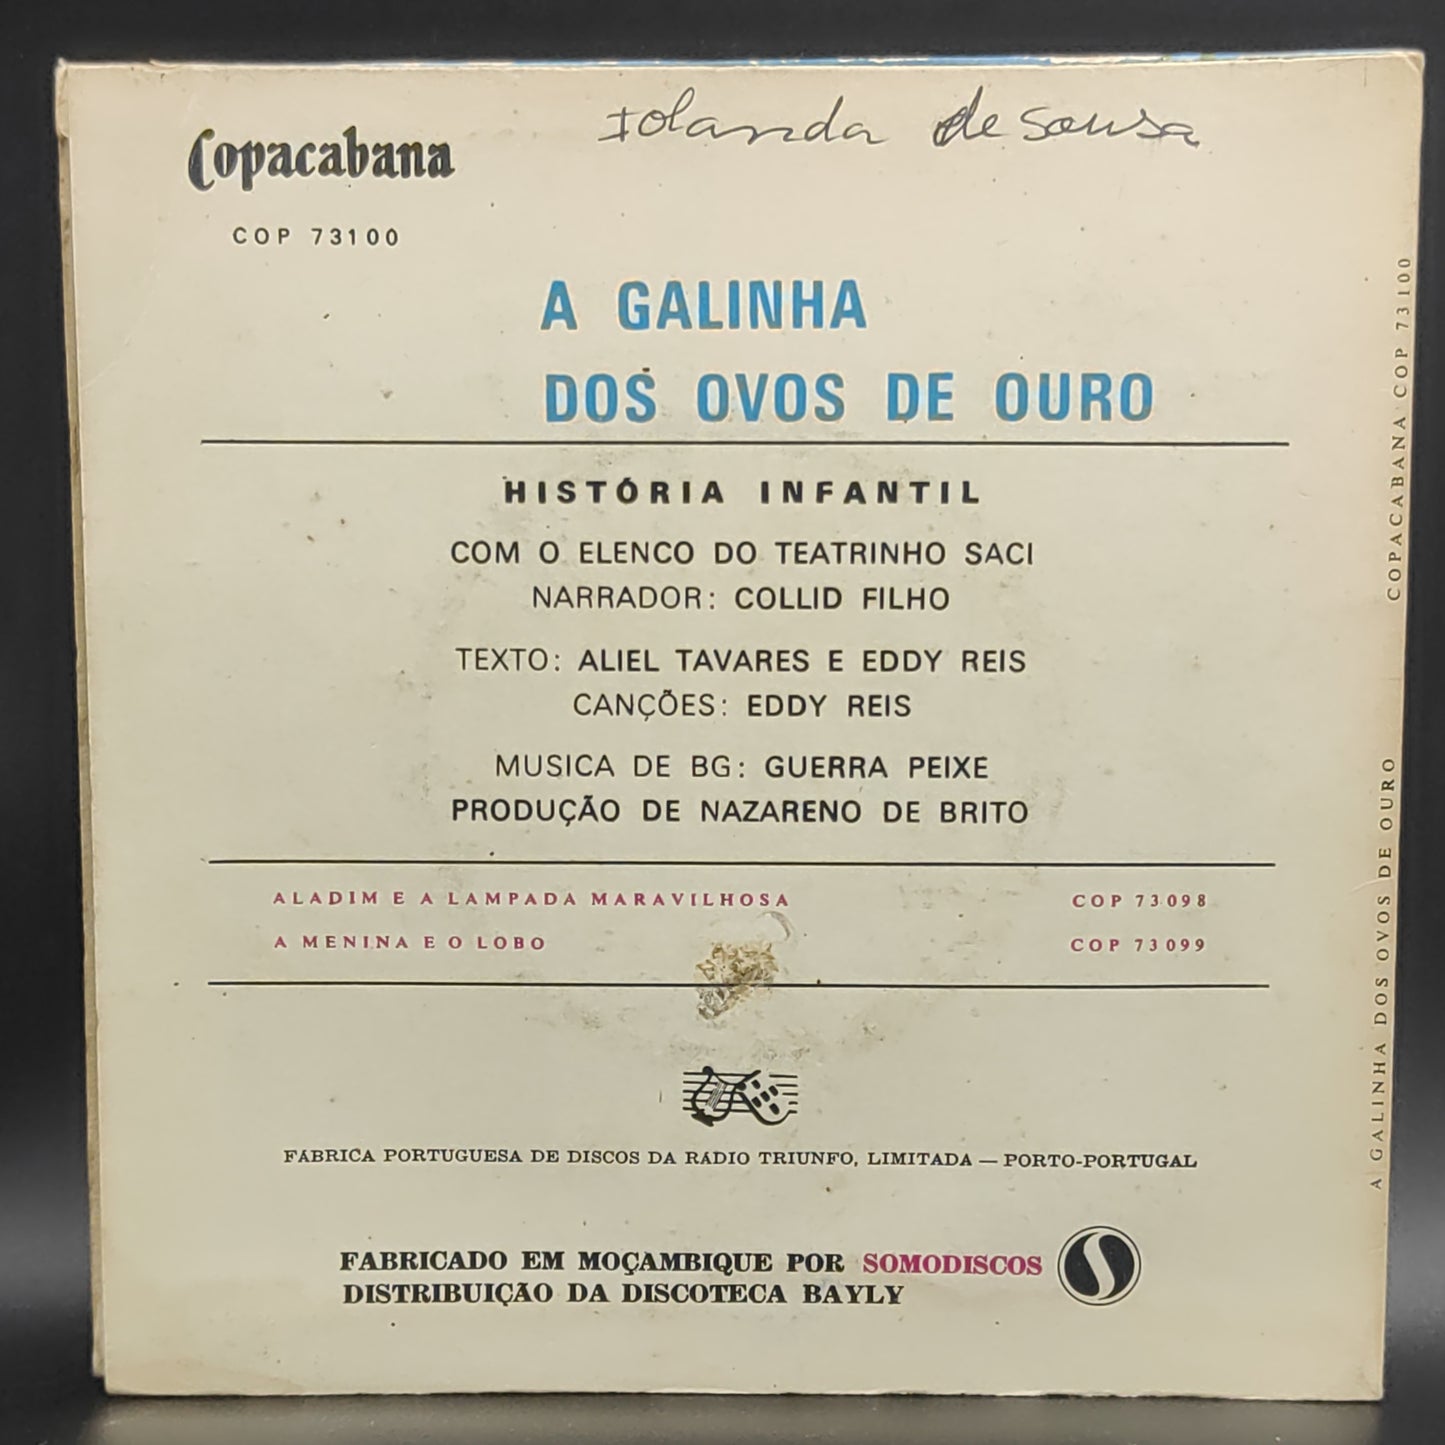 Iolanda de Sousa
Copacabana
COP 73100
A GALINHA
DOS OVOS DE OURO
HISTÓRIA INFANTIL
COM O ELENCO DO TEATRINHO SACI
NARRADOR: COLLID FILHO
TEXTO: ALIEL TAVARES E EDDY REIS
CANÇÕES: EDDY REIS
MUSICA DE BG: GUERRA PEIXE
PRODUÇÃO DE NAZARENO DE BRITO
ALADIM E A LAMPADA MARAVILHOSA COP 73098
A MENINA E O LOBO COP 73099
FÁBRICA PORTUGUESA DE DISCOS DA RÁDIO TRIUNFO, LIMITADA — PORTO-PORTUGAL
FABRICADO EM MOÇAMBIQUE POR SOMODISCOS
DISTRIBUIÇÃO DA DISCOTECA BAYLY
A GALINHA DOS OVOS DE OURO COPACABANA COP 73100